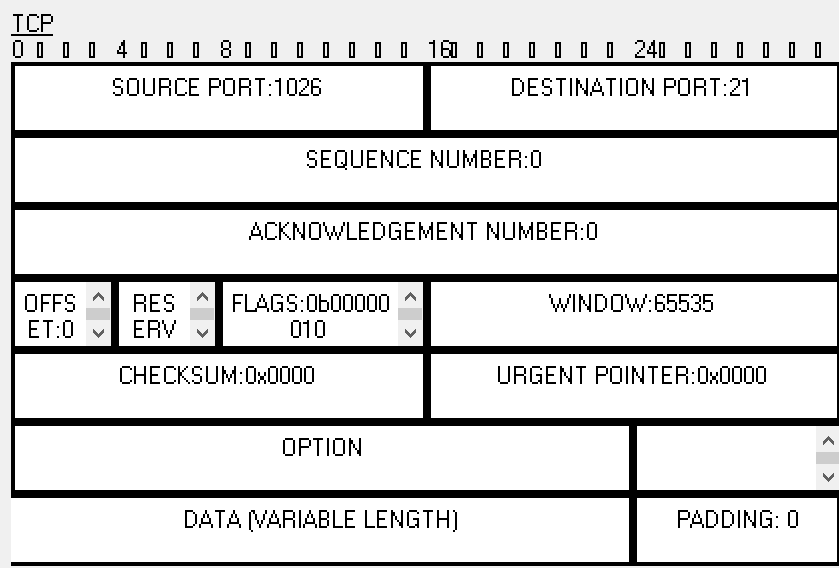 TCP
0 4 8 16 24
SOURCE PORT:1026 DESTINATION PORT:21
SEQUENCE NUMBER:0
ACKNOWLEDGEMENT NUMBER:0
OFFS RES FLAGS:0b00000 WINDOW:65535
ET:0 ERV 010
CHECKSUM:0x0000 URGENT POINTER:0x0000
OPTION
DATA (VARIABLE LENGTH) PADDING: 0